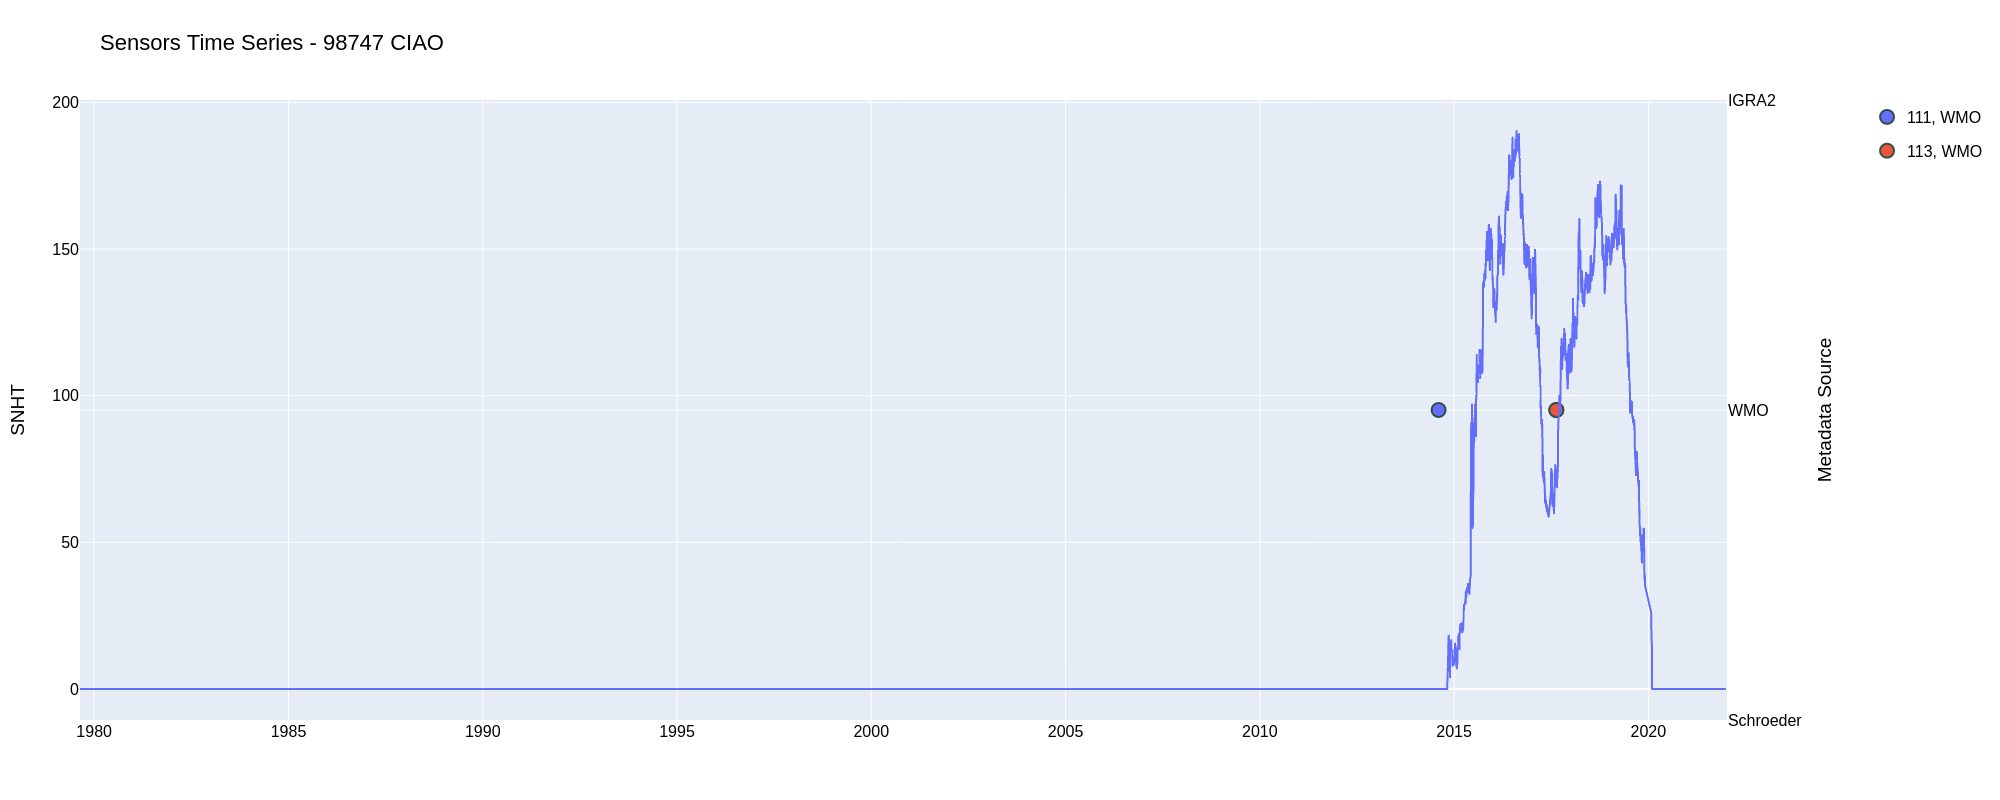 Sensors Time Series - 98747 CIAO
200
150
100
50
0
SNHT
1980
1985
1990
1995
2000
2005
2010
2015
2020
IGRA2
WMO
Schroeder
Metadata Source
111, WMO
113, WMO